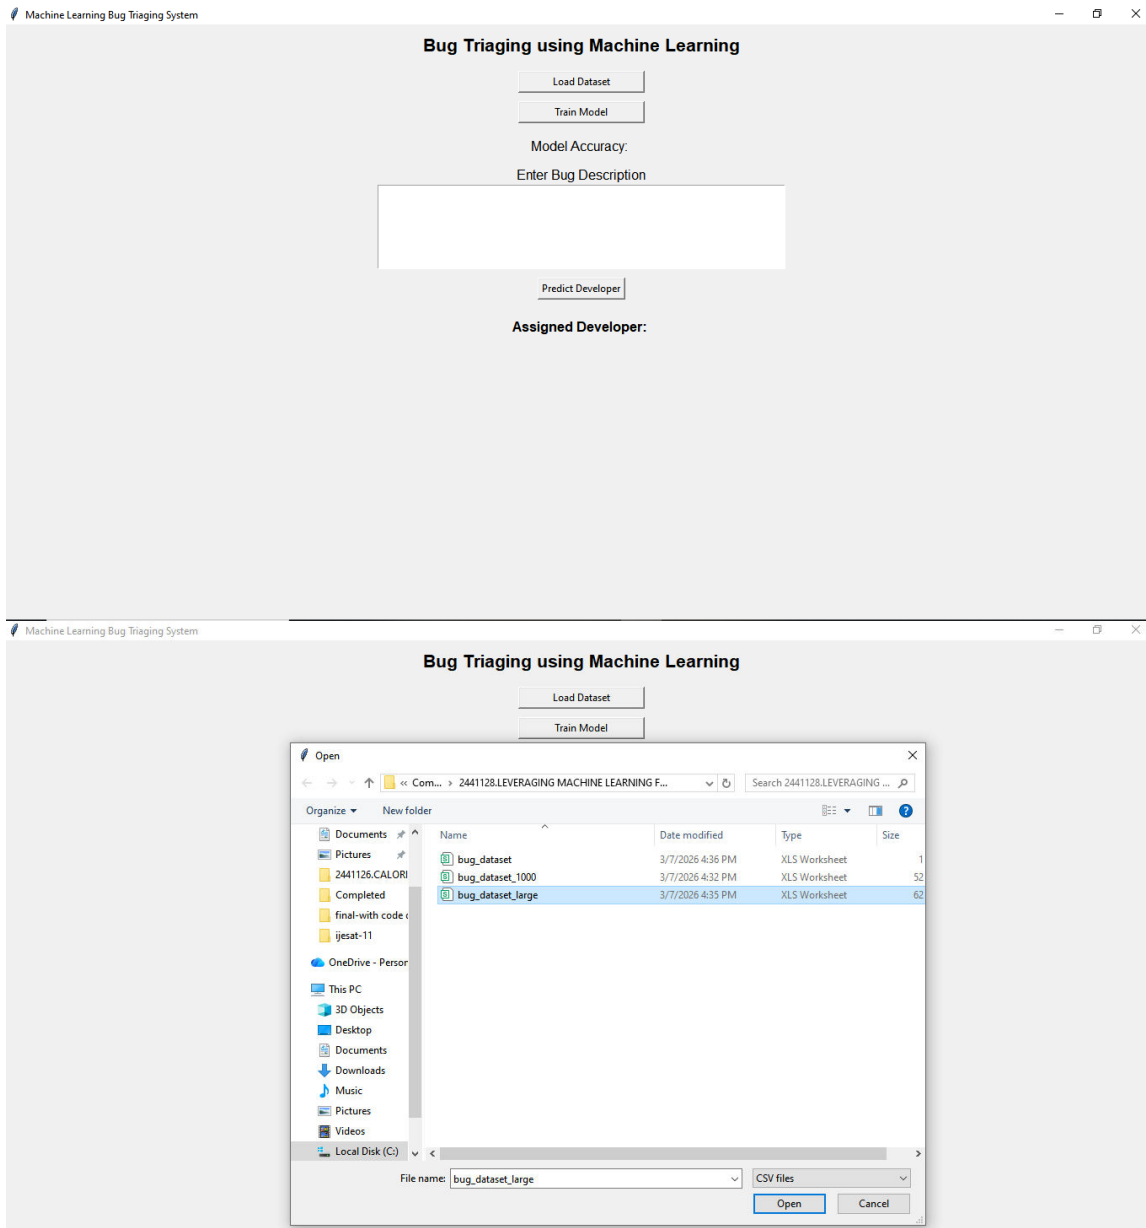 Machine Learning Bug Triaging System
Bug Triaging using Machine Learning
Load Dataset
Train Model
Model Accuracy:
Enter Bug Description
Predict Developer
Assigned Developer:
Machine Learning Bug Triaging System
Bug Triaging using Machine Learning
Load Dataset
Train Model
Open
« Com... › 2441128.LEVERAGING MACHINE LEARNING F...
Search 2441128.LEVERAGING ...
Organize
New folder
Documents
Pictures
2441126.CALORI
Completed
final-with code
ijesat-11
OneDrive - Person
This PC
3D Objects
Desktop
Documents
Downloads
Music
Pictures
Videos
Local Disk (C:)
Name Date modified Type Size
bug_dataset 3/7/2026 4:36 PM XLS Worksheet 1
bug_dataset_1000 3/7/2026 4:32 PM XLS Worksheet 52
bug_dataset_large 3/7/2026 4:35 PM XLS Worksheet 62
File name: bug_dataset_large
CSV files
Open
Cancel